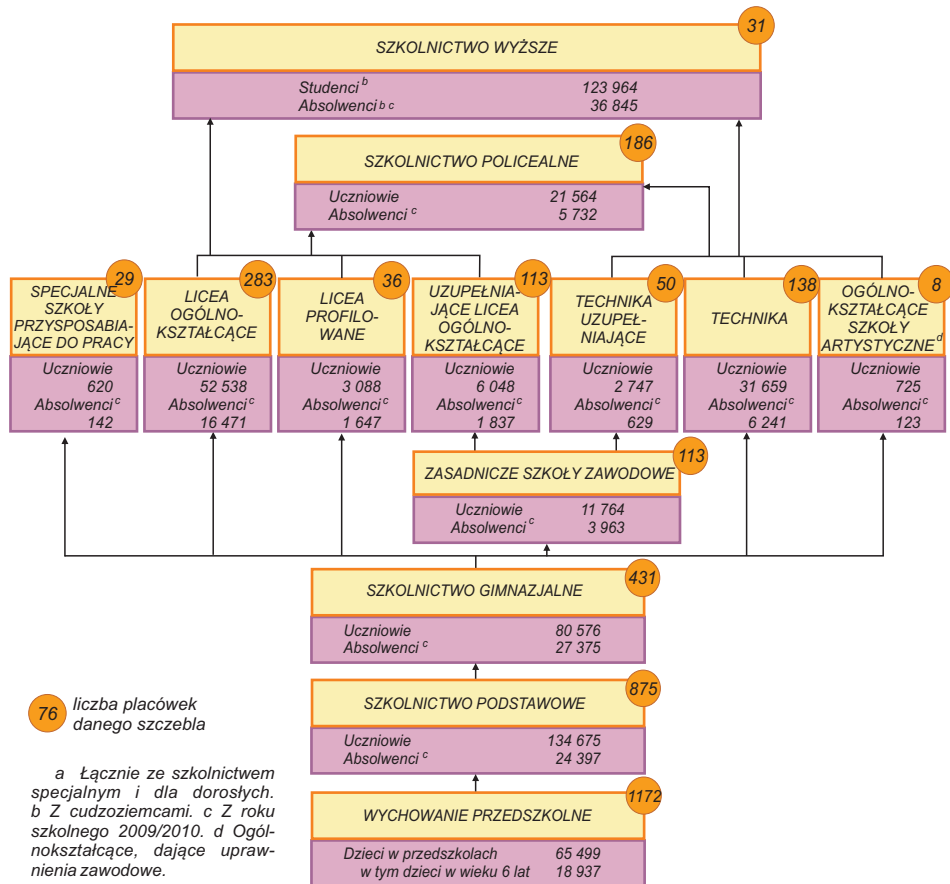 31
SZKOLNICTWO WYŻSZE
Studenci b 123 964
Absolwenci b c 36 845
186
SZKOLNICTWO POLICEALNE
Uczniowie 21 564
Absolwenci c 5 732
29
SPECJALNE
SZKOŁY
PRZYSPOSABIA-
JĄCE DO PRACY
Uczniowie
620
Absolwenci c
142
283
LICEA
OGÓLNO-
KSZTAŁCĄCE
Uczniowie
52 538
Absolwenci c
16 471
36
LICEA
PROFILO-
WANE
Uczniowie
3 088
Absolwenci c
1 647
113
UZUPEŁNIA-
JĄCE LICEA
OGÓLNO-
KSZTAŁCĄCE
Uczniowie
6 048
Absolwenci c
1 837
50
TECHNIKA
UZUPEŁ-
NIAJĄCE
Uczniowie
2 747
Absolwenci c
629
138
TECHNIKA
Uczniowie
31 659
Absolwenci c
6 241
8
OGÓLNO-
KSZTAŁCĄCE
SZKOŁY
ARTYSTYCZNE d
Uczniowie
725
Absolwenci c
123
113
ZASADNICZE SZKOŁY ZAWODOWE
Uczniowie 11 764
Absolwenci c 3 963
431
SZKOLNICTWO GIMNAZJALNE
Uczniowie 80 576
Absolwenci c 27 375
875
SZKOLNICTWO PODSTAWOWE
Uczniowie 134 675
Absolwenci c 24 397
1172
WYCHOWANIE PRZEDSZKOLNE
Dzieci w przedszkolach 65 499
w tym dzieci w wieku 6 lat 18 937
76 liczba placówek
danego szczebla
a Łącznie ze szkolnictwem
specjalnym i dla dorosłych.
b Z cudzoziemcami. c Z roku
szkolnego 2009/2010. d Ogól-
nokształcące, dające upraw-
nienia zawodowe.